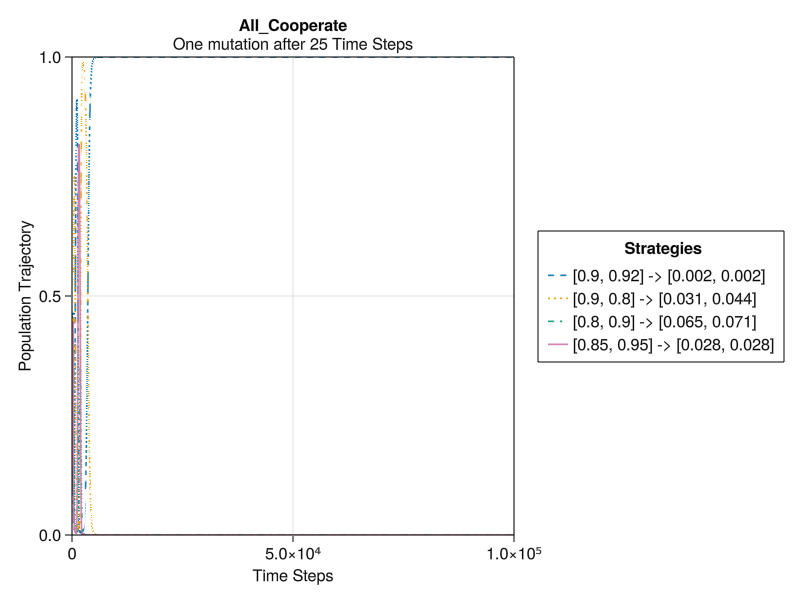 All_Cooperate
One mutation after 25 Time Steps
1.0
0.5
0.0
Population Trajectory
0
5.0×10⁴
1.0×10⁵
Time Steps
Strategies
[0.9, 0.92] -> [0.002, 0.002]
[0.9, 0.8] -> [0.031, 0.044]
[0.8, 0.9] -> [0.065, 0.071]
[0.85, 0.95] -> [0.028, 0.028]